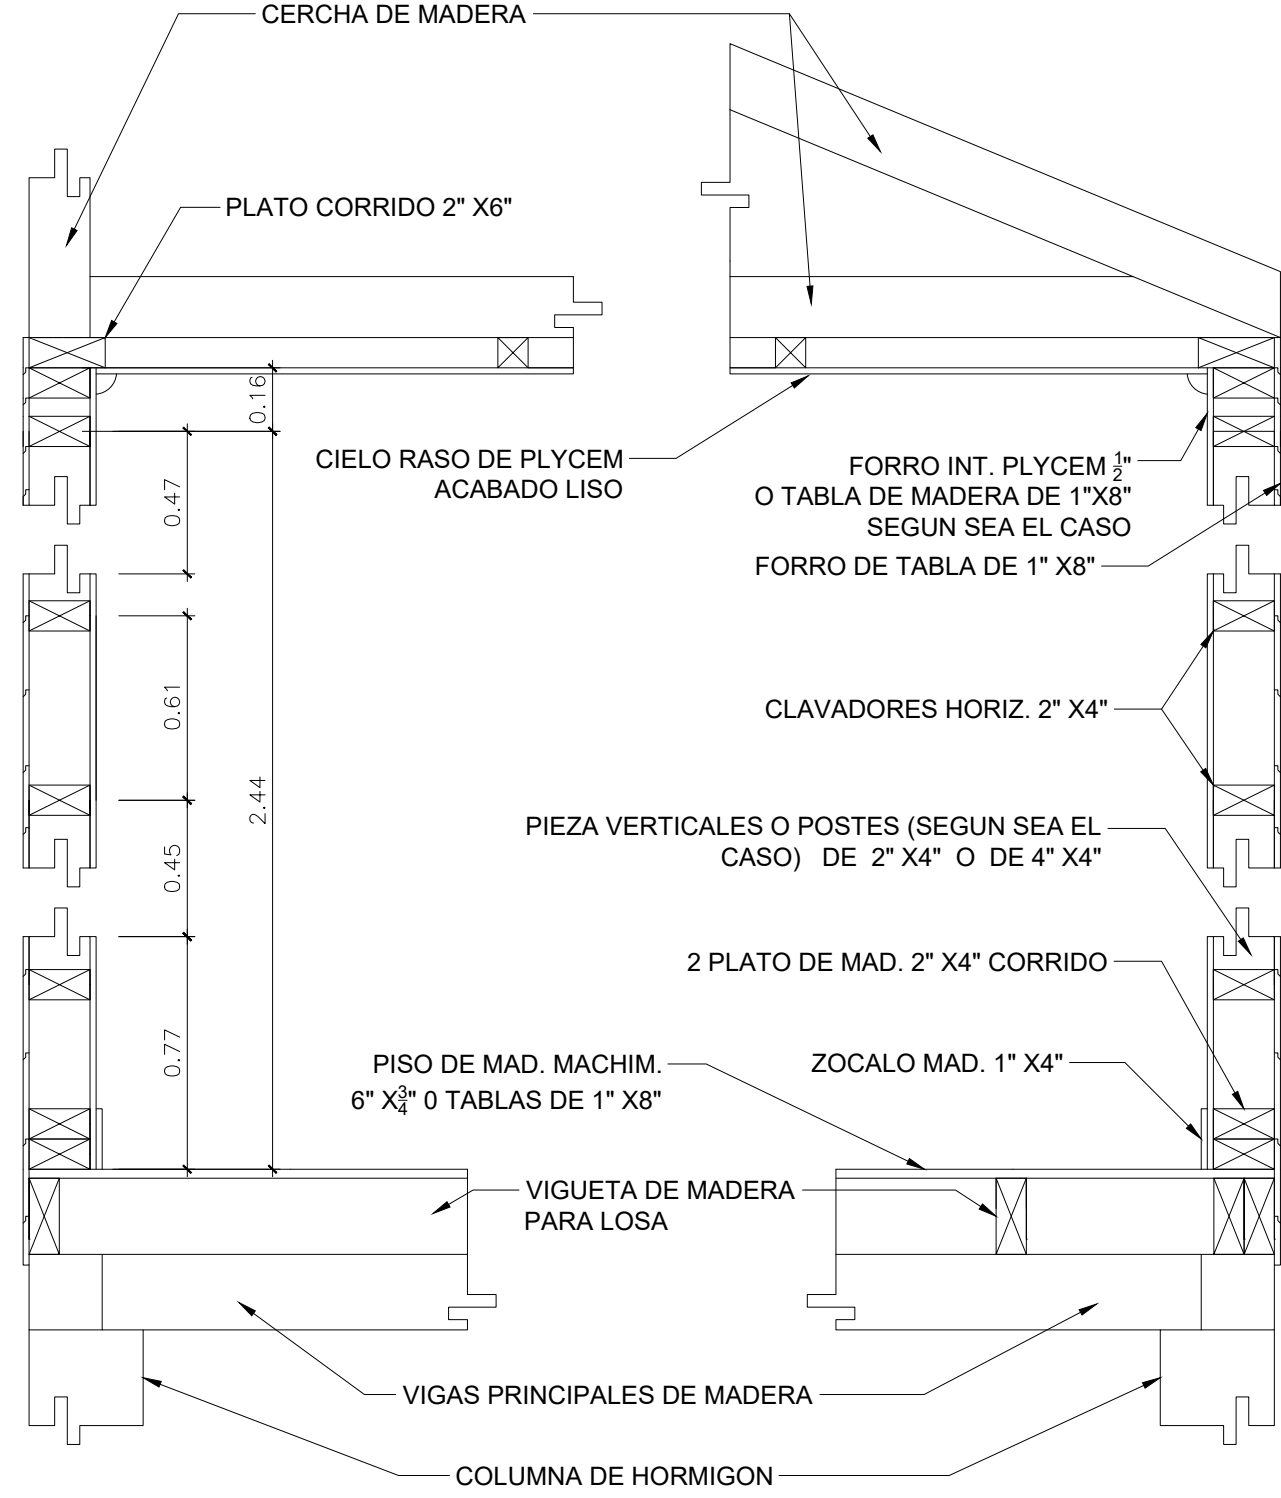 CERCHA DE MADERA
PLATO CORRIDO 2" X6"
0.16
CIELO RASO DE PLYCEM
ACABADO LISO
FORRO INT. PLYCEM 1/2"
O TABLA DE MADERA DE 1"X8"
SEGUN SEA EL CASO
0.47
FORRO DE TABLA DE 1" X8"
0.61
CLAVADORES HORIZ. 2" X4"
2.44
PIEZA VERTICALES O POSTES (SEGUN SEA EL
CASO) DE 2" X4" O DE 4" X4"
0.45
2 PLATO DE MAD. 2" X4" CORRIDO
0.77
PISO DE MAD. MACHIM.
6" X3/4" 0 TABLAS DE 1" X8"
ZOCALO MAD. 1" X4"
VIGUETA DE MADERA
PARA LOSA
VIGAS PRINCIPALES DE MADERA
COLUMNA DE HORMIGON